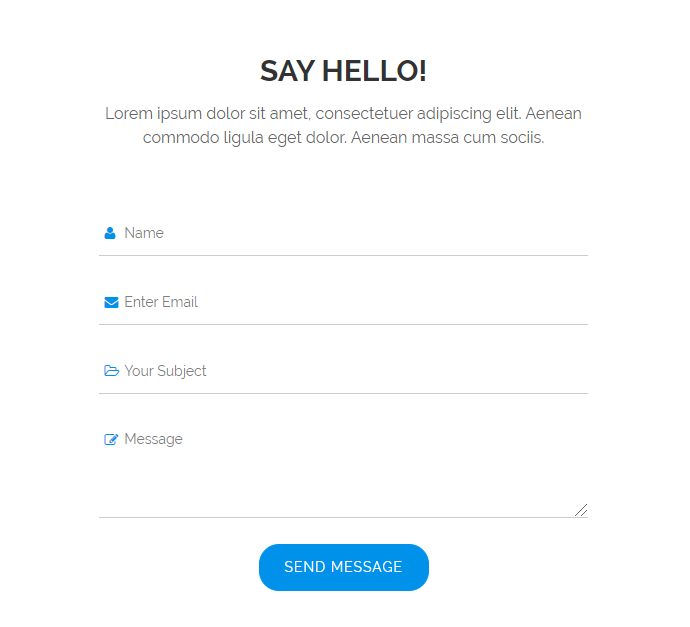 SAY HELLO!
Lorem ipsum dolor sit amet, consectetuer adipiscing elit. Aenean
commodo ligula eget dolor. Aenean massa cum sociis.
Name
Enter Email
Your Subject
Message
SEND MESSAGE